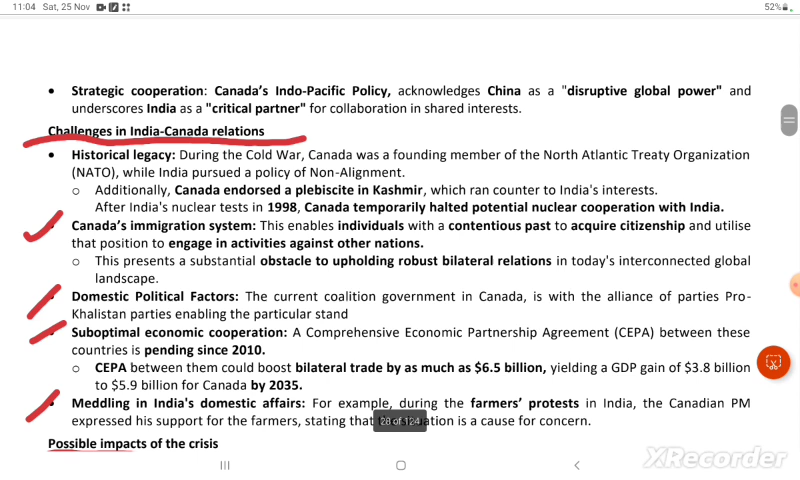 11:04 Sat, 25 Nov
52%
• Strategic cooperation: Canada's Indo-Pacific Policy, acknowledges China as a "disruptive global power" and
underscores India as a "critical partner" for collaboration in shared interests.
Challenges in India-Canada relations
• Historical legacy: During the Cold War, Canada was a founding member of the North Atlantic Treaty Organization
(NATO), while India pursued a policy of Non-Alignment.
o Additionally, Canada endorsed a plebiscite in Kashmir, which ran counter to India's interests.
After India's nuclear tests in 1998, Canada temporarily halted potential nuclear cooperation with India.
Canada's immigration system: This enables individuals with a contentious past to acquire citizenship and utilise
that position to engage in activities against other nations.
o This presents a substantial obstacle to upholding robust bilateral relations in today's interconnected global
landscape.
Domestic Political Factors: The current coalition government in Canada, is with the alliance of parties Pro-
Khalistan parties enabling the particular stand
Suboptimal economic cooperation: A Comprehensive Economic Partnership Agreement (CEPA) between these
countries is pending since 2010.
o CEPA between them could boost bilateral trade by as much as $6.5 billion, yielding a GDP gain of $3.8 billion
to $5.9 billion for Canada by 2035.
Meddling in India's domestic affairs: For example, during the farmers' protests in India, the Canadian PM
expressed his support for the farmers, stating that is a cause for concern.
28 of 124
Possible impacts of the crisis
XRecorder